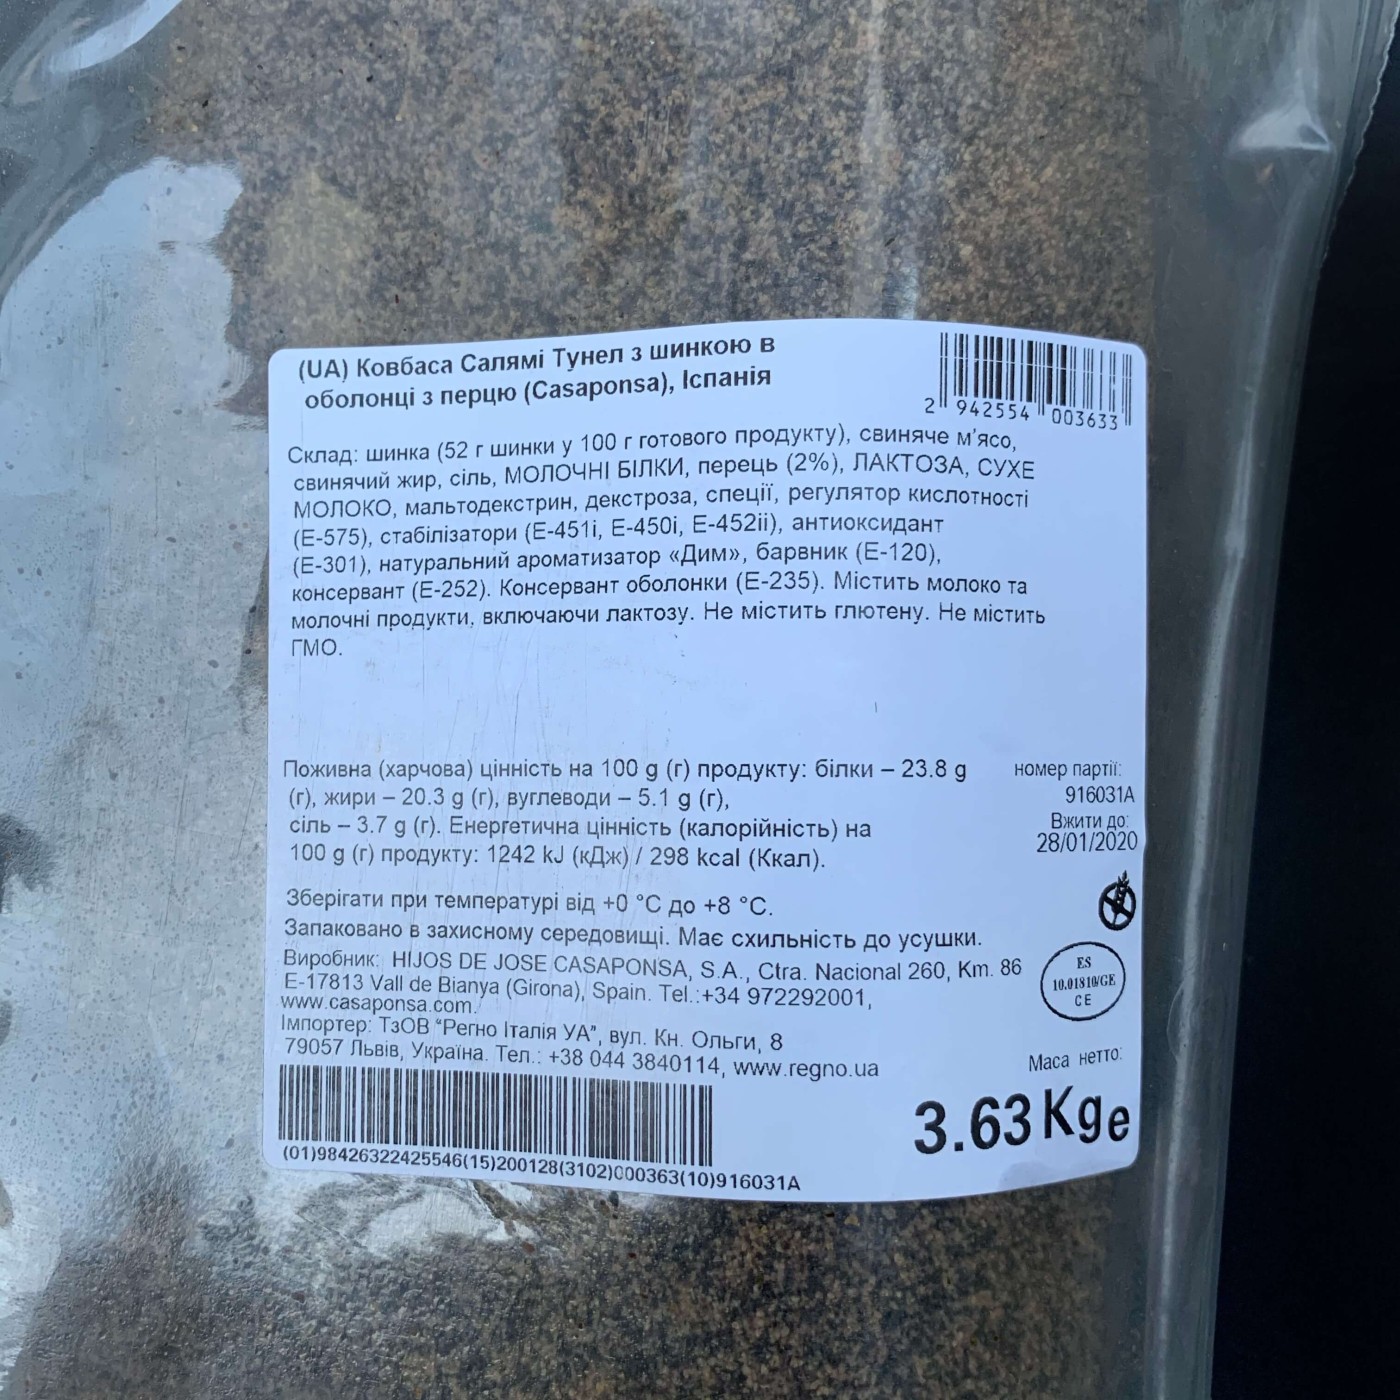 (UA) Ковбаса Салямі Тунел з шинкою в
оболонці з перцю (Casaponsa), Іспанія
2 942554 003633
Склад: шинка (52 г шинки у 100 г готового продукту), свиняче м'ясо,
свинячий жир, сіль, МОЛОЧНІ БІЛКИ, перець (2%), ЛАКТОЗА, СУХЕ
МОЛОКО, мальтодекстрин, декстроза, спеції, регулятор кислотності
(Е-575), стабілізатори (Е-451і, Е-450і, Е-452іі), антиоксидант
(Е-301), натуральний ароматизатор «Дим», барвник (Е-120),
консервант (Е-252). Консервант оболонки (Е-235). Містить молоко та
молочні продукти, включаючи лактозу. Не містить глютену. Не містить
ГМО.
Поживна (харчова) цінність на 100 g (г) продукту: білки – 23.8 g
(г), жири – 20.3 g (г), вуглеводи – 5.1 g (г),
сіль – 3.7 g (г). Енергетична цінність (калорійність) на
100 g (г) продукту: 1242 kJ (кДж) / 298 kcal (Ккал).
номер партії:
916031A
Вжити до:
28/01/2020
Зберігати при температурі від +0 °C до +8 °C.
Запаковано в захисному середовищі. Має схильність до усушки.
Виробник: HIJOS DE JOSE CASAPONSA, S.A., Ctra. Nacional 260, Km. 86
E-17813 Vall de Bianya (Girona), Spain. Tel.:+34 972292001,
www.casaponsa.com.
Імпортер: ТзОВ "Регно Італія УА", вул. Кн. Ольги, 8
79057 Львів, Україна. Тел.: +38 044 3840114, www.regno.ua
ES
10.01810/GE
CE
Маса нетто:
3.63 Kg e
(01)98426322425546(15)200128(3102)000363(10)916031A